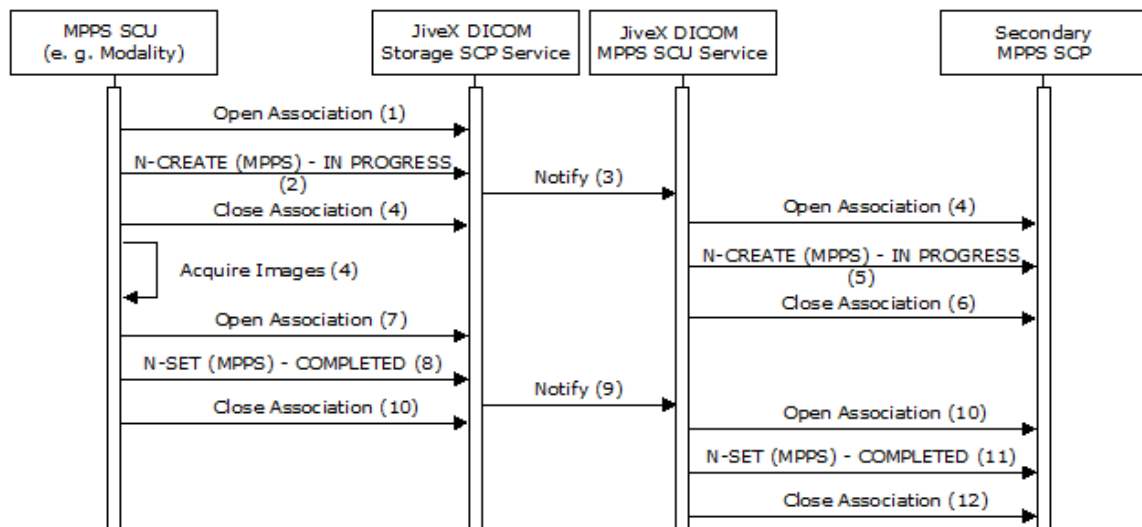 MPPS SCU
(e. g. Modality)
JiveX DICOM
Storage SCP Service
JiveX DICOM
MPPS SCU Service
Secondary
MPPS SCP
Open Association (1)
N-CREATE (MPPS) - IN PROGRESS
(2)
Notify (3)
Close Association (4)
Open Association (4)
Acquire Images (4)
N-CREATE (MPPS) - IN PROGRESS
(5)
Close Association (6)
Open Association (7)
N-SET (MPPS) - COMPLETED (8)
Notify (9)
Close Association (10)
Open Association (10)
N-SET (MPPS) - COMPLETED (11)
Close Association (12)